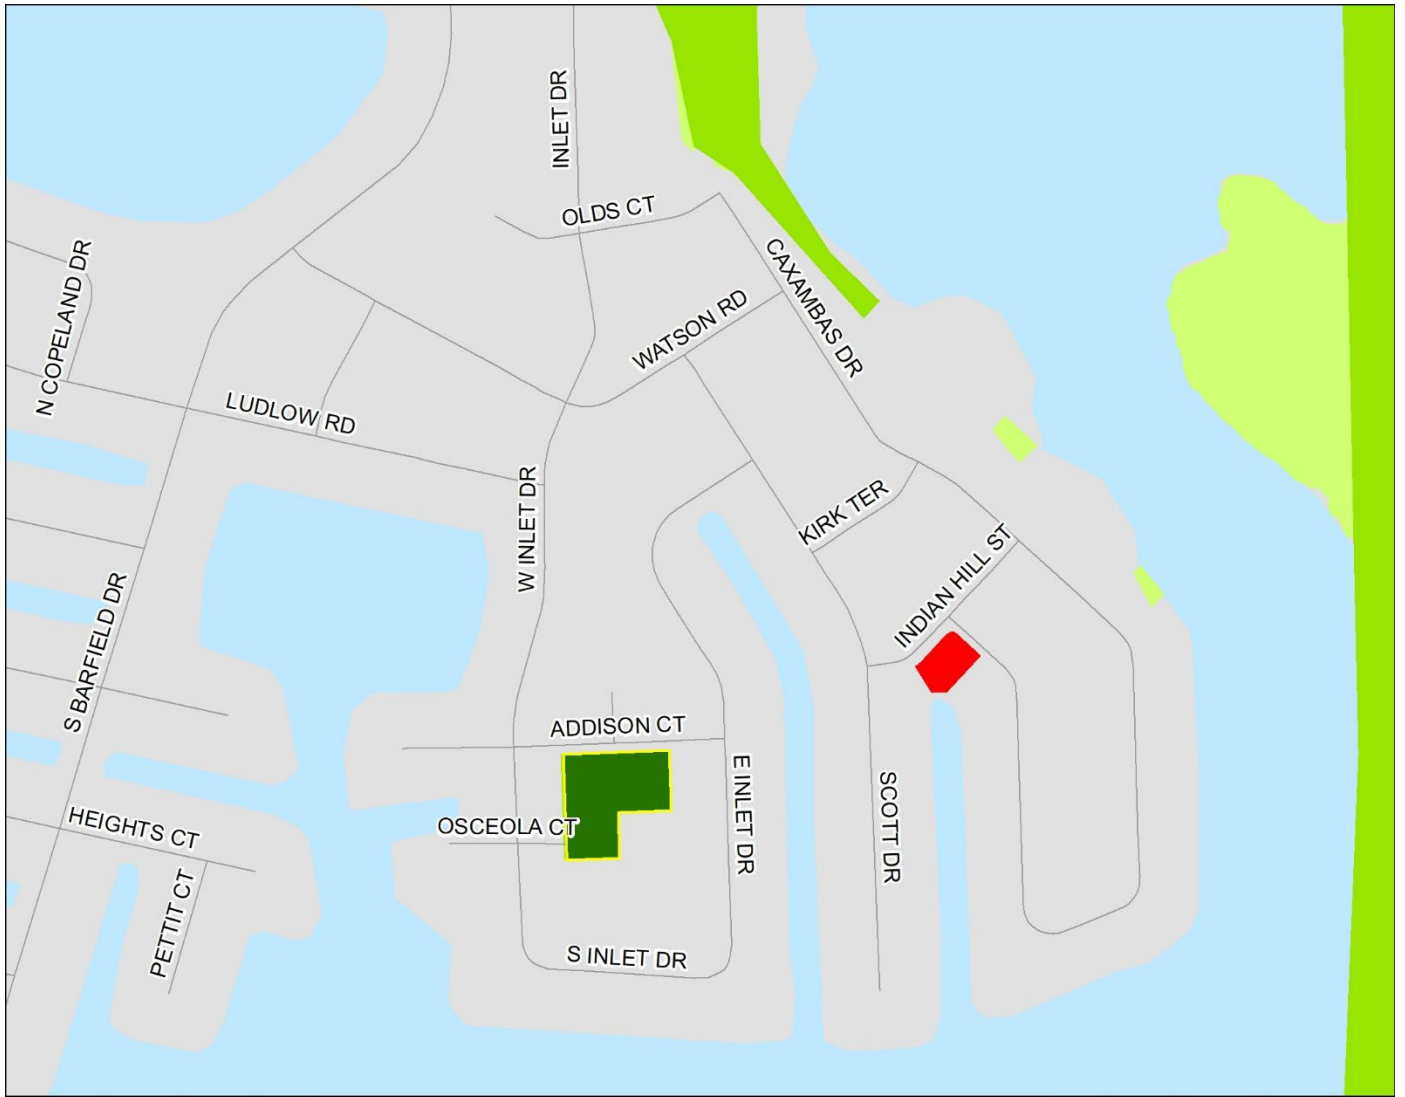 INLET DR
OLDS CT
N COPELAND DR
CAXAMBAS DR
WATSON RD
LUDLOW RD
W INLET DR
KIRK TER
INDIAN HILL ST
S BARFIELD DR
ADDISON CT
E INLET DR
SCOTT DR
OSCEOLA CT
HEIGHTS CT
PETTIT CT
S INLET DR